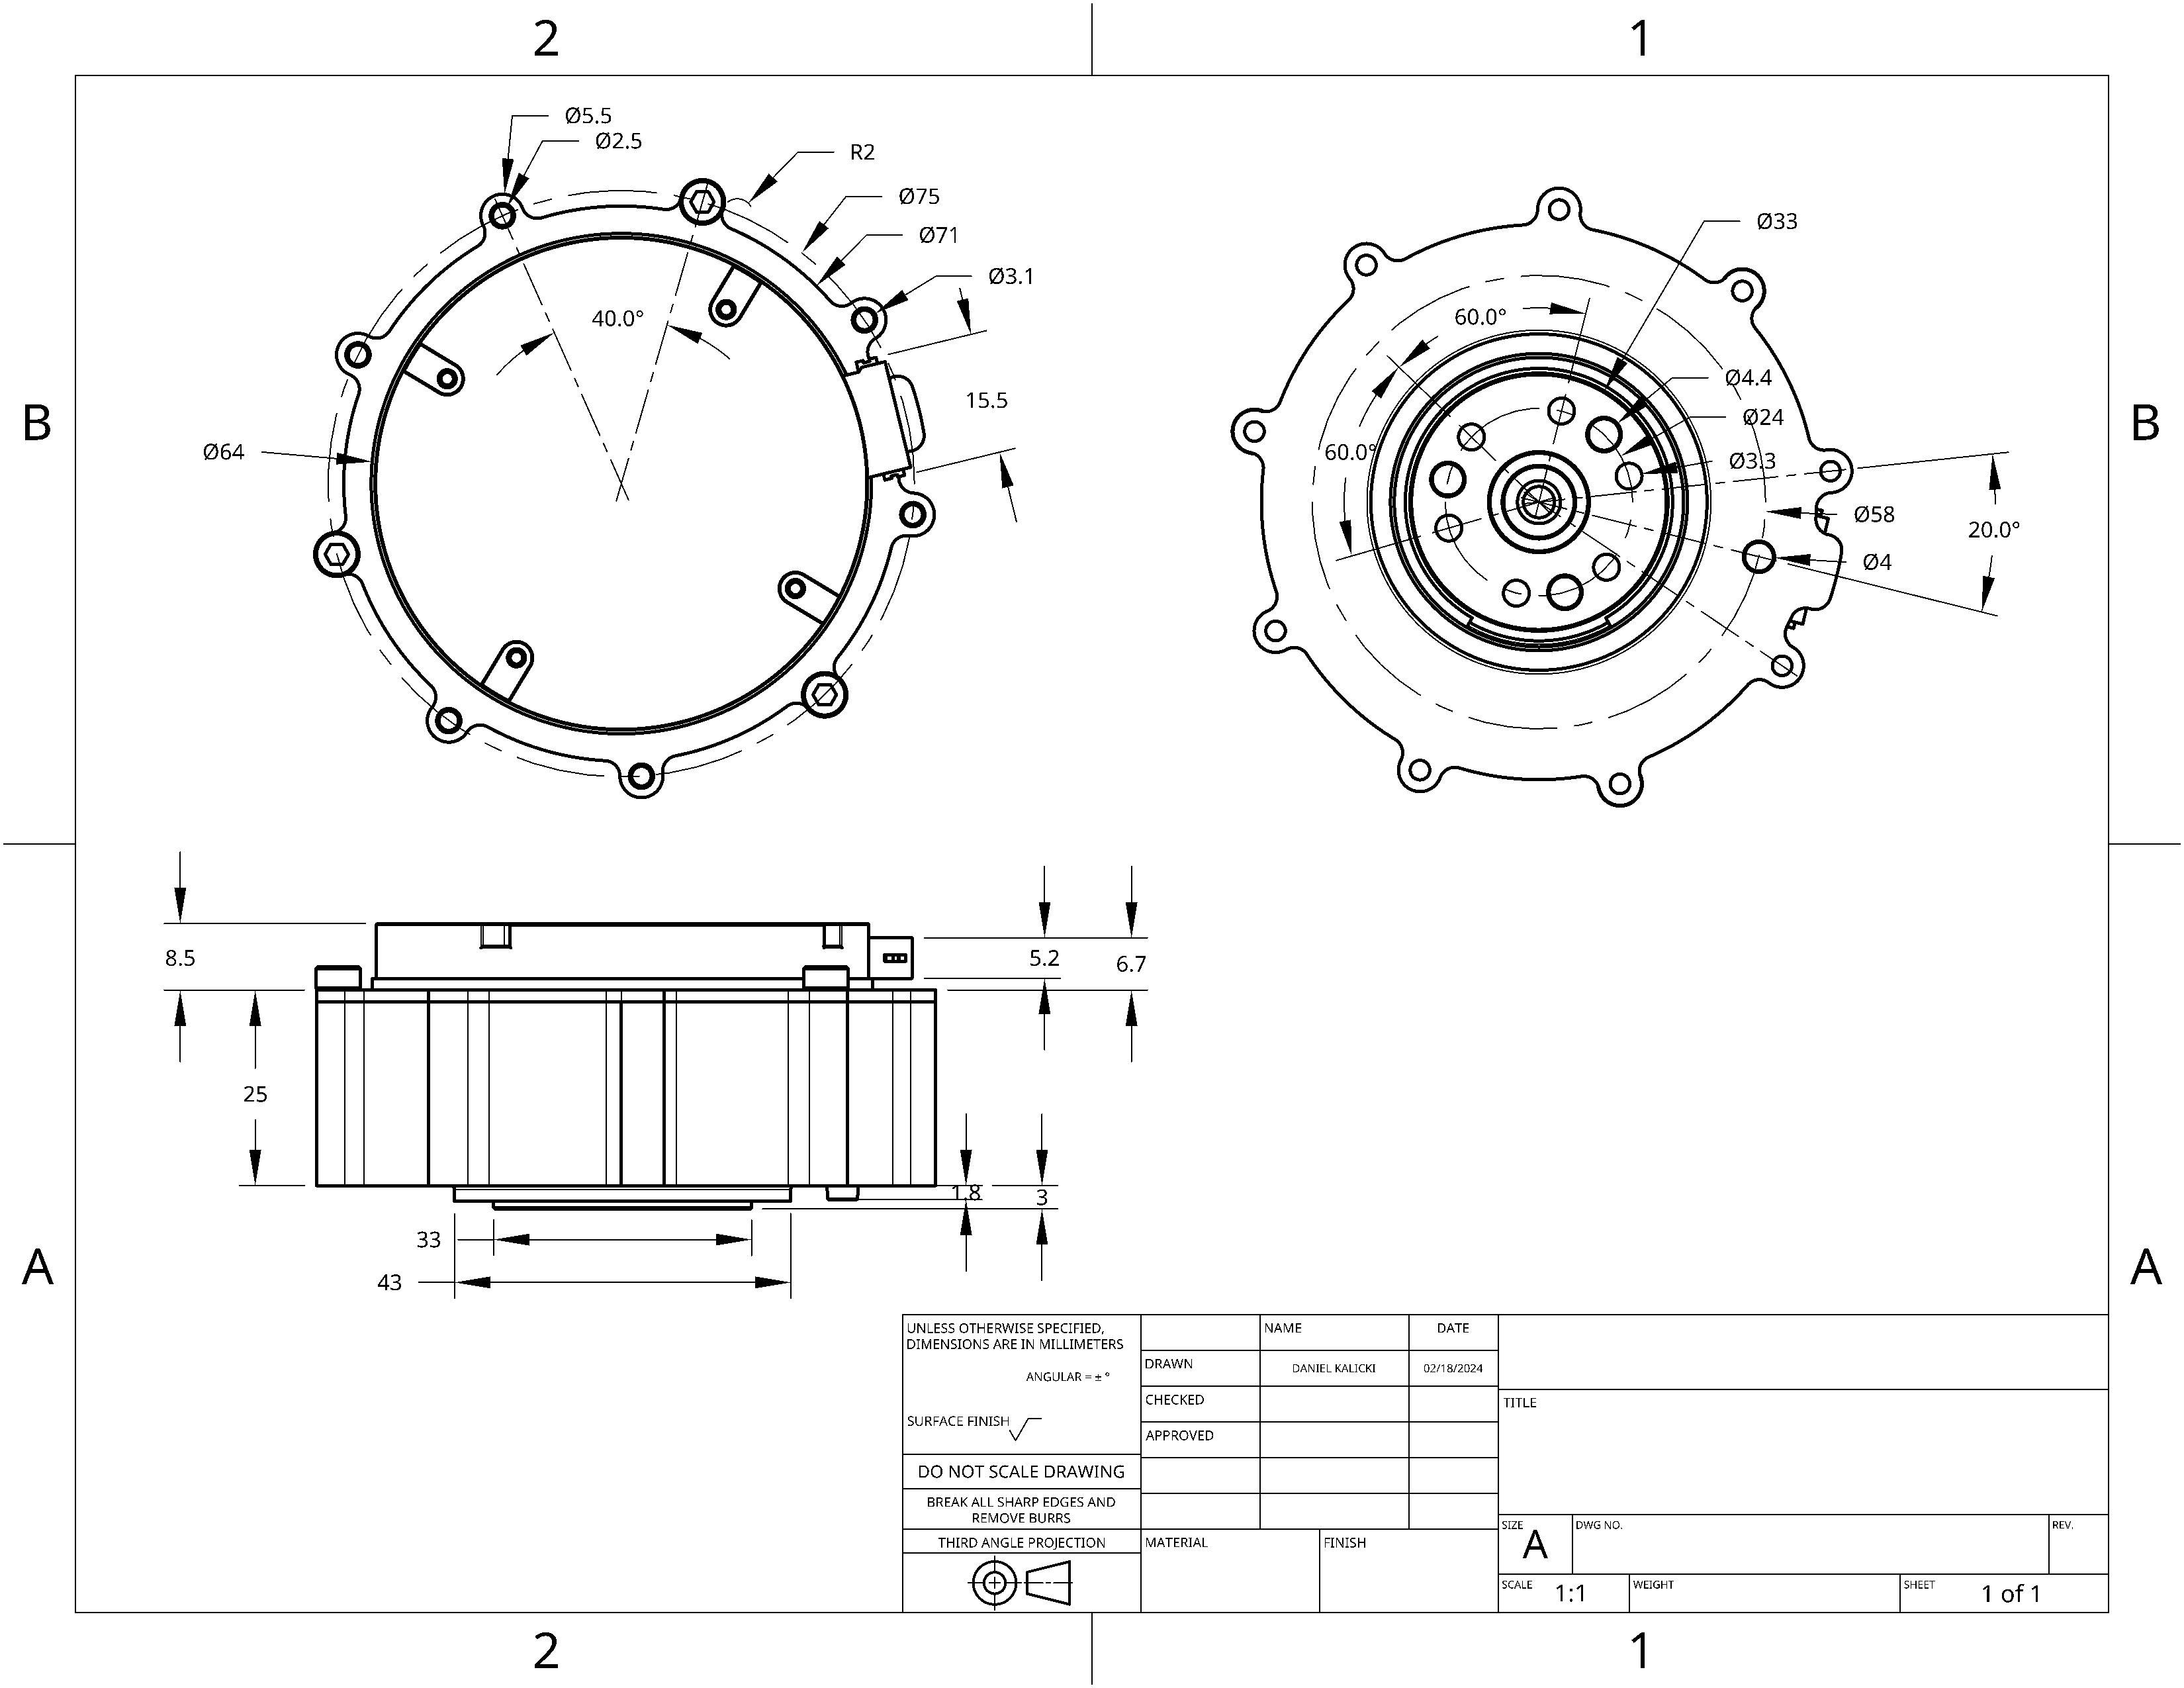 2
1
Ø5.5
Ø2.5
R2
Ø75
Ø71
Ø3.1
40.0°
15.5
Ø64
Ø33
60.0°
Ø4.4
Ø24
60.0°
Ø3.3
Ø58
20.0°
Ø4
B
B
8.5
5.2
6.7
25
1.8
3
33
43
A
A
UNLESS OTHERWISE SPECIFIED,
DIMENSIONS ARE IN MILLIMETERS
ANGULAR = ± °
SURFACE FINISH
DO NOT SCALE DRAWING
BREAK ALL SHARP EDGES AND
REMOVE BURRS
THIRD ANGLE PROJECTION
NAME
DATE
DRAWN
DANIEL KALICKI
02/18/2024
CHECKED
APPROVED
MATERIAL
FINISH
TITLE
SIZE
A
DWG NO.
REV.
SCALE
1:1
WEIGHT
SHEET
1 of 1
2
1